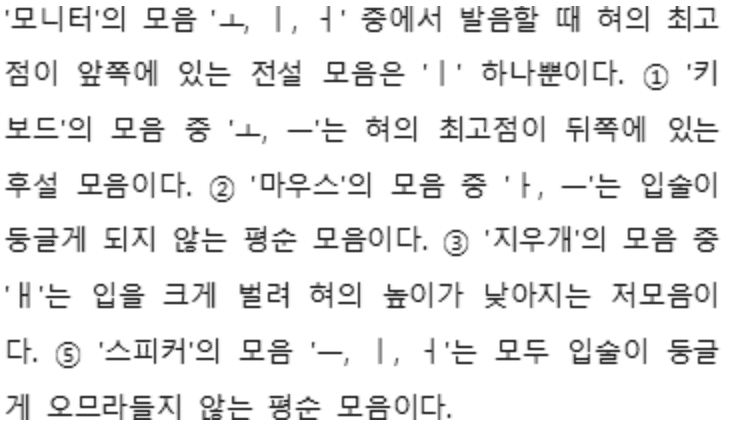 '모니터'의 모음 'ㅗ, ㅣ, ㅓ' 중에서 발음할 때 혀의 최고
점이 앞쪽에 있는 전설 모음은 'ㅣ' 하나뿐이다. ① '키
보드'의 모음 중 'ㅗ, ㅡ'는 혀의 최고점이 뒤쪽에 있는
후설 모음이다. ② '마우스'의 모음 중 'ㅏ, ㅡ'는 입술이
둥글게 되지 않는 평순 모음이다. ③ '지우개'의 모음 중
'ㅐ'는 입을 크게 벌려 혀의 높이가 낮아지는 저모음이
다. ⑤ '스피커'의 모음 'ㅡ, ㅣ, ㅓ'는 모두 입술이 둥글
게 오므라들지 않는 평순 모음이다.